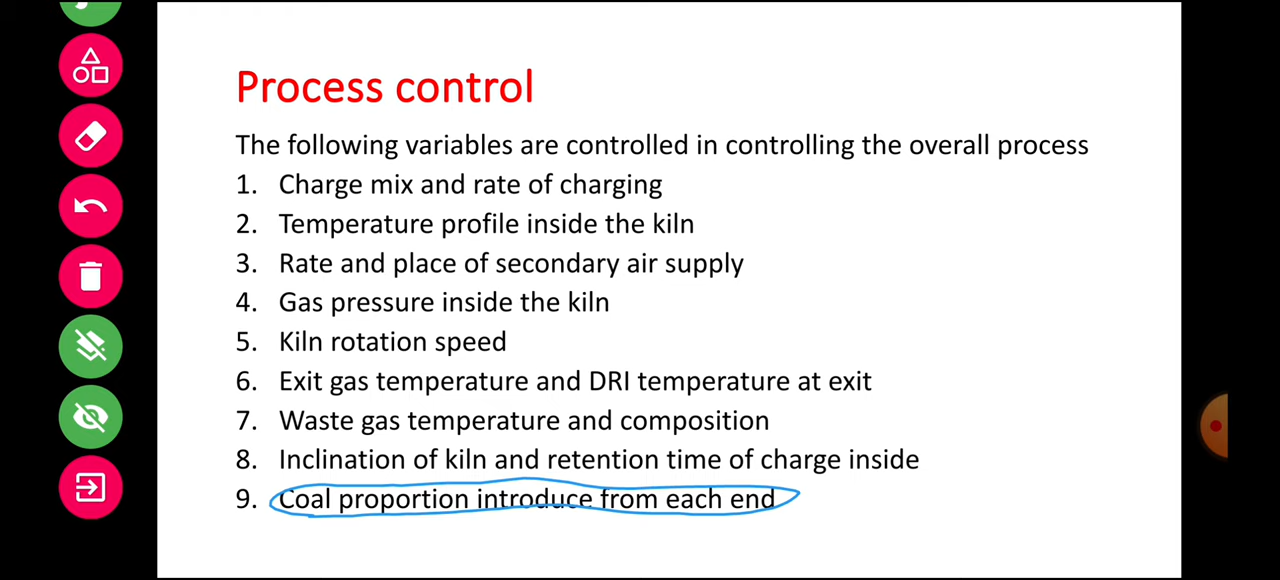 Process control
The following variables are controlled in controlling the overall process
1. Charge mix and rate of charging
2. Temperature profile inside the kiln
3. Rate and place of secondary air supply
4. Gas pressure inside the kiln
5. Kiln rotation speed
6. Exit gas temperature and DRI temperature at exit
7. Waste gas temperature and composition
8. Inclination of kiln and retention time of charge inside
9. Coal proportion introduce from each end